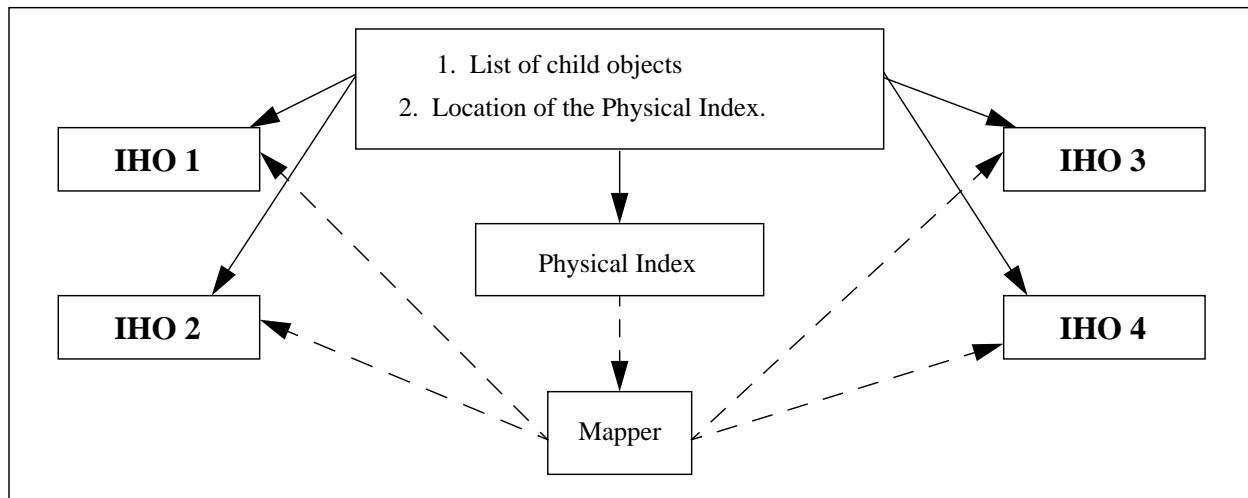 1. List of child objects
2. Location of the Physical Index.
IHO 1
IHO 3
Physical Index
IHO 2
IHO 4
Mapper